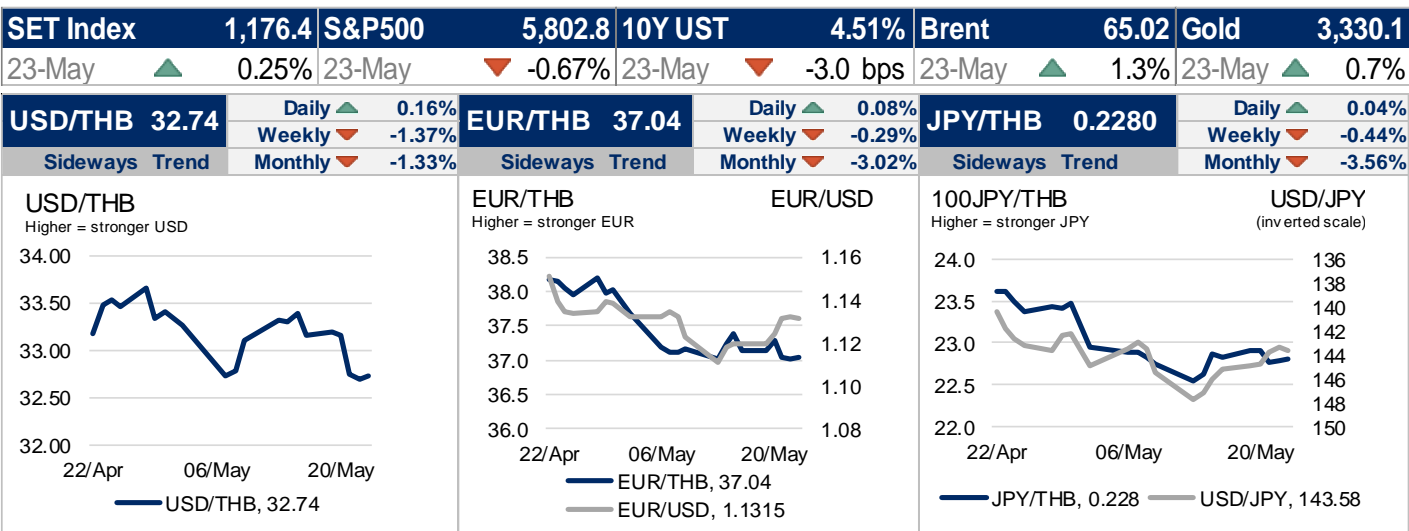 SET Index 1,176.4 S&P500 5,802.8 10Y UST 4.51% Brent 65.02 Gold 3,330.1
23-May 0.25% 23-May -0.67% 23-May -3.0 bps 23-May 1.3% 23-May 0.7%
USD/THB 32.74
Sideways Trend
Daily 0.16%
Weekly -1.37%
Monthly -1.33%
EUR/THB 37.04
Sideways Trend
Daily 0.08%
Weekly -0.29%
Monthly -3.02%
JPY/THB 0.2280
Sideways Trend
Daily 0.04%
Weekly -0.44%
Monthly -3.56%
USD/THB
Higher = stronger USD
34.00
33.50
33.00
32.50
32.00
22/Apr 06/May 20/May
USD/THB, 32.74
EUR/THB EUR/USD
Higher = stronger EUR
38.5 1.16
38.0 1.14
37.5
37.0 1.12
36.5 1.10
36.0 1.08
22/Apr 06/May 20/May
EUR/THB, 37.04
EUR/USD, 1.1315
100JPY/THB USD/JPY
Higher = stronger JPY (inverted scale)
24.0 136
138
23.5 140
142
23.0 144
22.5 146
148
22.0 150
22/Apr 06/May 20/May
JPY/THB, 0.228 USD/JPY, 143.58